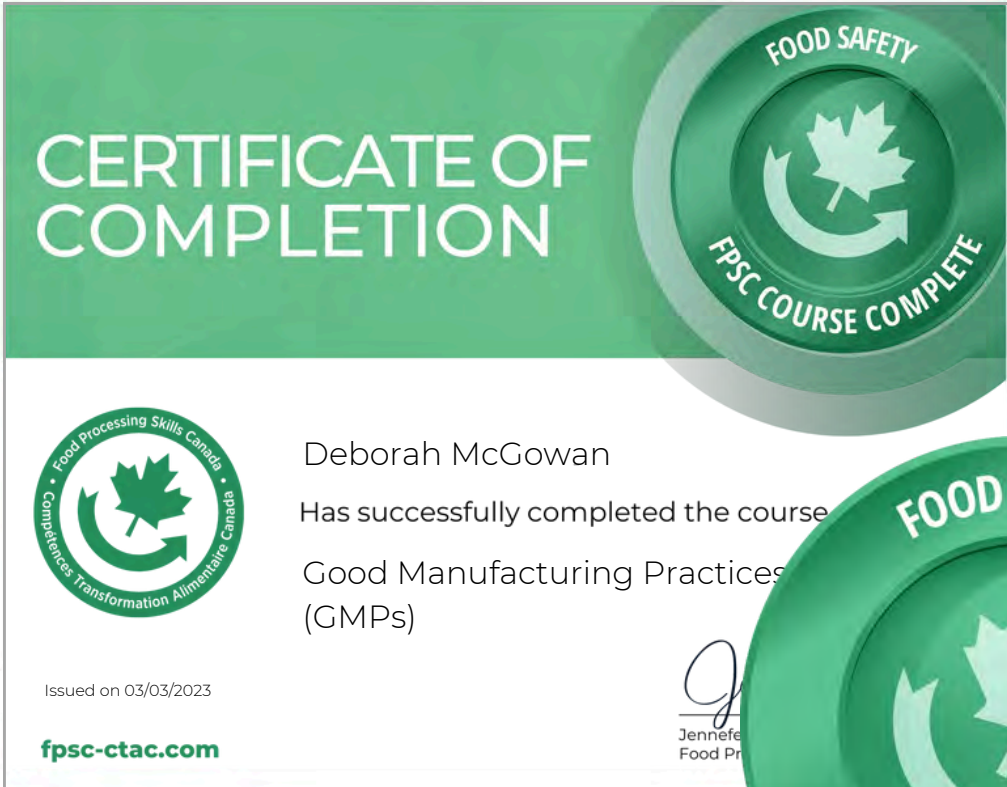 CERTIFICATE OF
COMPLETION
FOOD SAFETY
FPSC COURSE COMPLETE
• Food Processing Skills Canada •
Compétences Transformation Alimentaire Canada
Deborah McGowan
Has successfully completed the course
Good Manufacturing Practices
(GMPs)
Issued on 03/03/2023
fpsc-ctac.com
FOOD